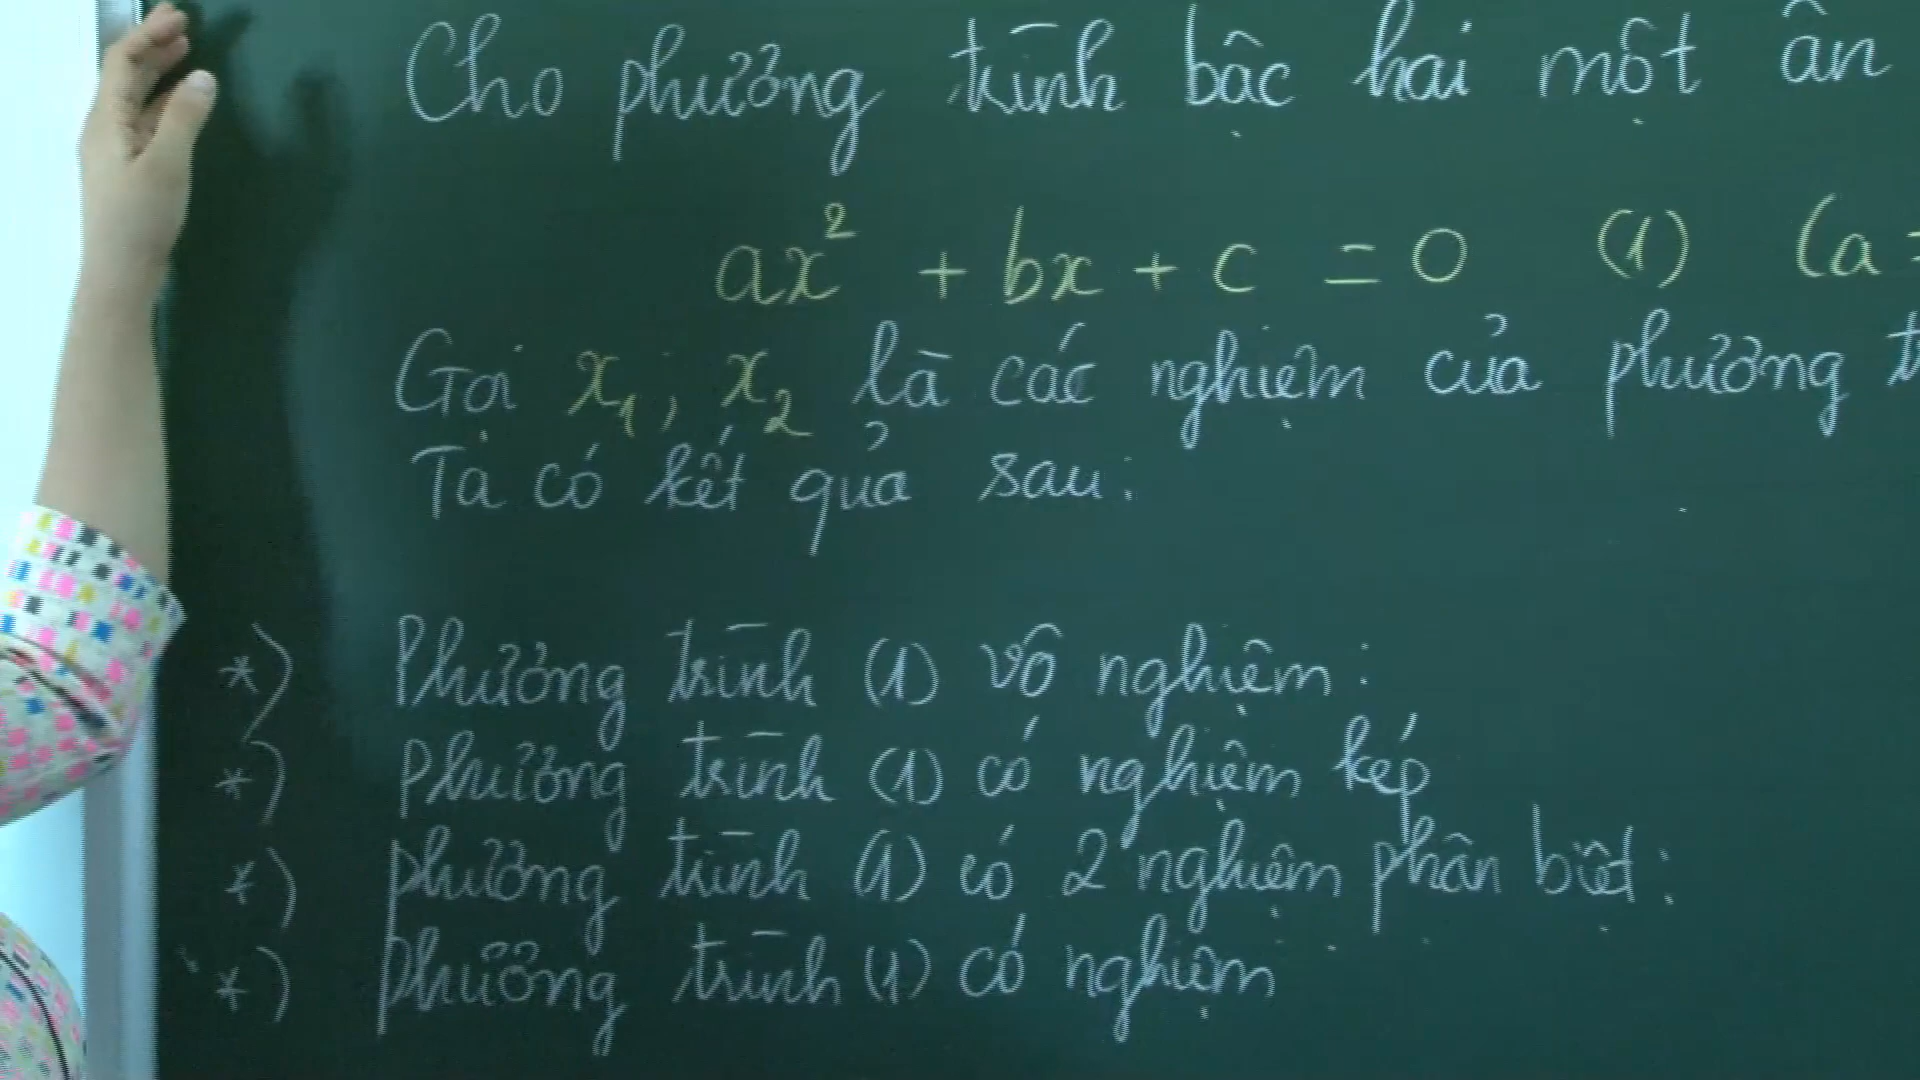 Cho phương trình bậc hai một ẩn
ax² + bx + c = 0 (1) (a
Gọi x₁; x₂ là các nghiệm của phương
Ta có kết quả sau:
*) Phương trình (1) vô nghiệm:
*) Phương trình (1) có nghiệm kép
*) phương trình (1) có 2 nghiệm phân biệt:
*) phương trình (1) có nghiệm